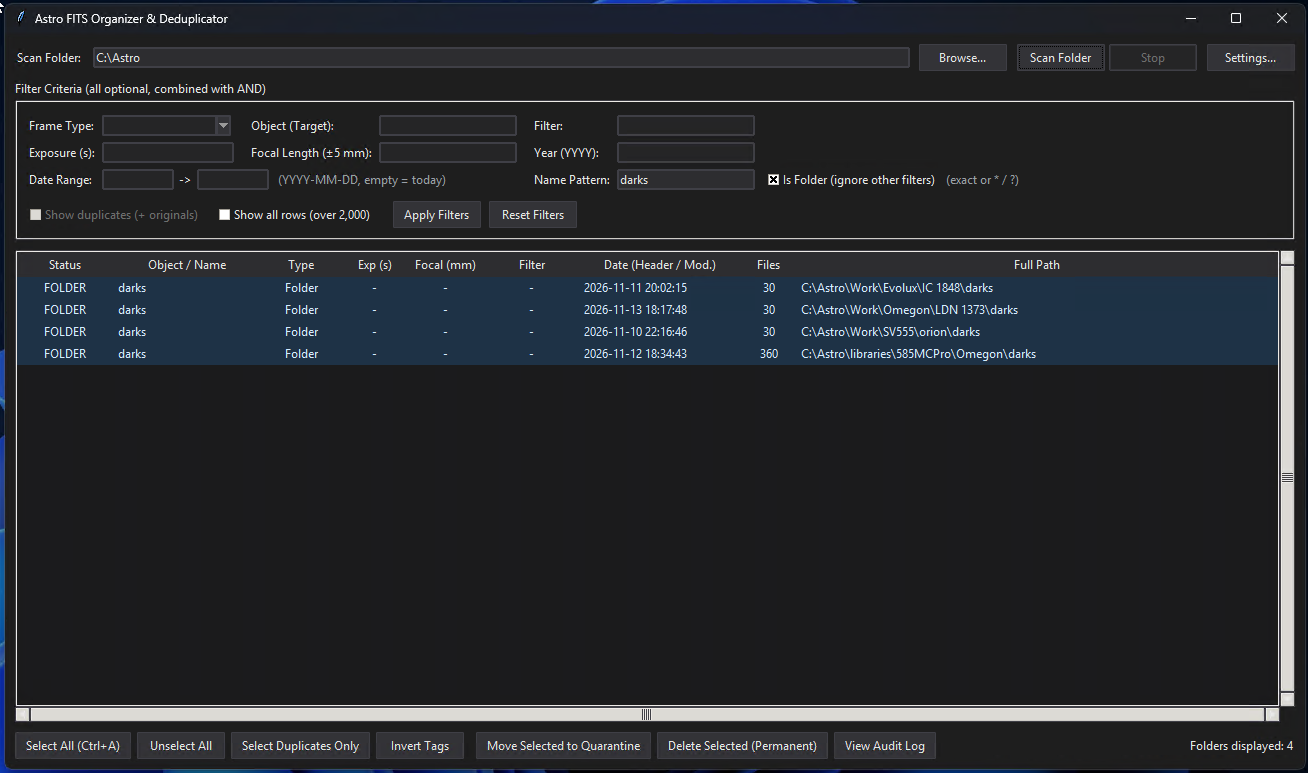 Astro FITS Organizer & Deduplicator
Scan Folder: C:\Astro Browse... Scan Folder Stop Settings...
Filter Criteria (all optional, combined with AND)
Frame Type: Object (Target): Filter:
Exposure (s): Focal Length (±5 mm): Year (YYYY):
Date Range: -> (YYYY-MM-DD, empty = today) Name Pattern: darks Is Folder (ignore other filters) (exact or * / ?)
Show duplicates (+ originals) Show all rows (over 2,000) Apply Filters Reset Filters
Status Object / Name Type Exp (s) Focal (mm) Filter Date (Header / Mod.) Files Full Path
FOLDER darks Folder - - - 2026-11-11 20:02:15 30 C:\Astro\Work\Evolux\IC 1848\darks
FOLDER darks Folder - - - 2026-11-13 18:17:48 30 C:\Astro\Work\Omegon\LDN 1373\darks
FOLDER darks Folder - - - 2026-11-10 22:16:46 30 C:\Astro\Work\SV555\orion\darks
FOLDER darks Folder - - - 2026-11-12 18:34:43 360 C:\Astro\libraries\585MCPro\Omegon\darks
Select All (Ctrl+A) Unselect All Select Duplicates Only Invert Tags Move Selected to Quarantine Delete Selected (Permanent) View Audit Log Folders displayed: 4